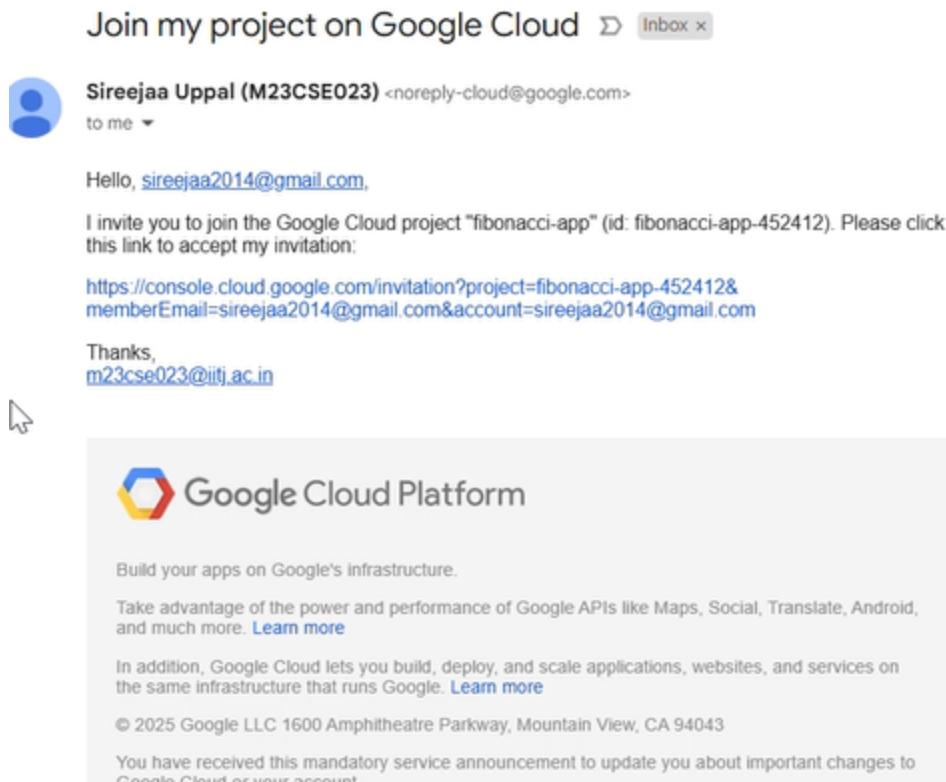 Join my project on Google Cloud Inbox ×
Sireejaa Uppal (M23CSE023) <noreply-cloud@google.com>
to me
Hello, sireejaa2014@gmail.com,
I invite you to join the Google Cloud project "fibonacci-app" (id: fibonacci-app-452412). Please click
this link to accept my invitation:
https://console.cloud.google.com/invitation?project=fibonacci-app-452412&
memberEmail=sireejaa2014@gmail.com&account=sireejaa2014@gmail.com
Thanks,
m23cse023@iitj.ac.in
Google Cloud Platform
Build your apps on Google's infrastructure.
Take advantage of the power and performance of Google APIs like Maps, Social, Translate, Android,
and much more. Learn more
In addition, Google Cloud lets you build, deploy, and scale applications, websites, and services on
the same infrastructure that runs Google. Learn more
© 2025 Google LLC 1600 Amphitheatre Parkway, Mountain View, CA 94043
You have received this mandatory service announcement to update you about important changes to
Google Cloud or your account.